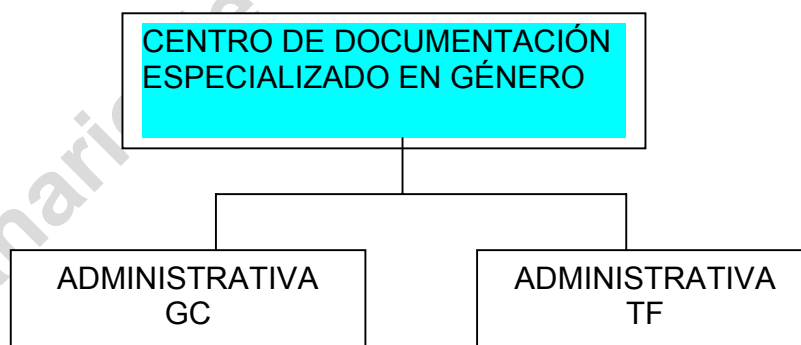 CENTRO DE DOCUMENTACIÓN
ESPECIALIZADO EN GÉNERO
ADMINISTRATIVA
GC
ADMINISTRATIVA
TF